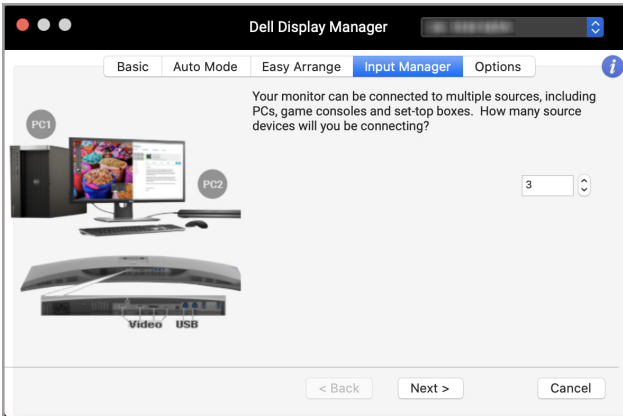 Dell Display Manager
Basic Auto Mode Easy Arrange Input Manager Options
i
Your monitor can be connected to multiple sources, including
PCs, game consoles and set-top boxes. How many source
devices will you be connecting?
PC1
3
PC2
Video USB
< Back Next > Cancel